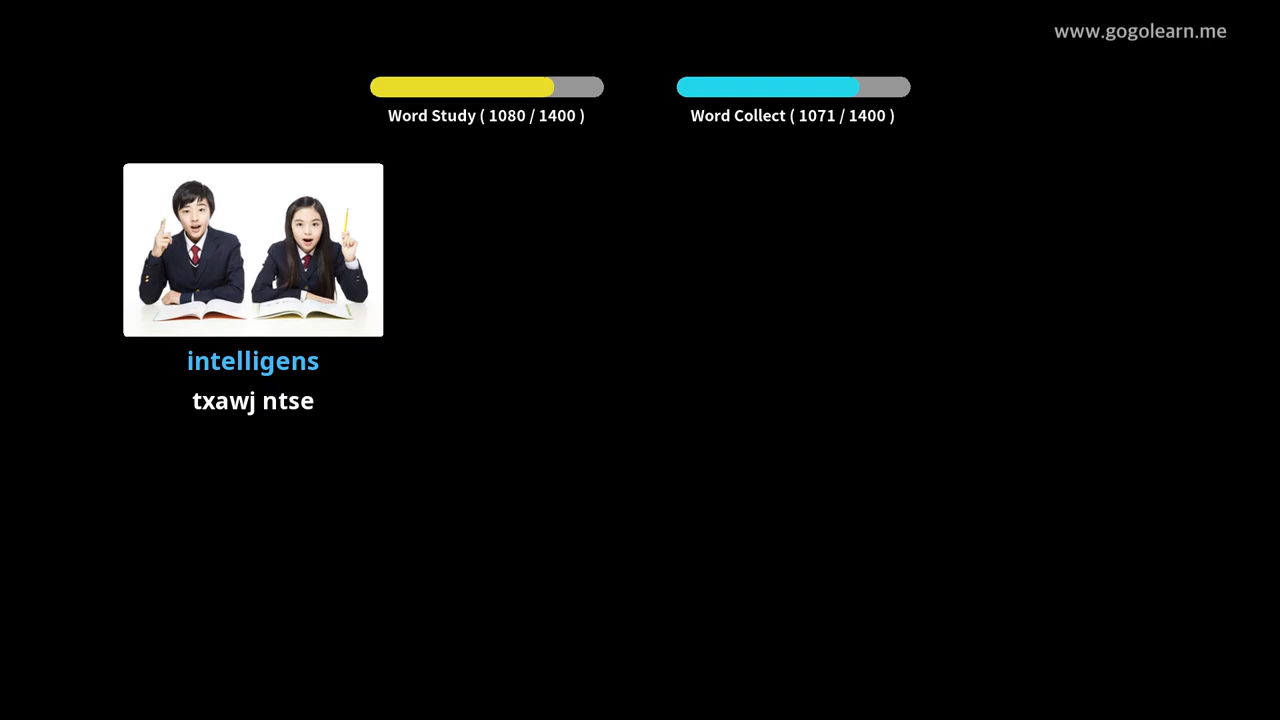 www.gogolearn.me
Word Study ( 1080 / 1400 )
Word Collect ( 1071 / 1400 )
intelligens
txawj ntse